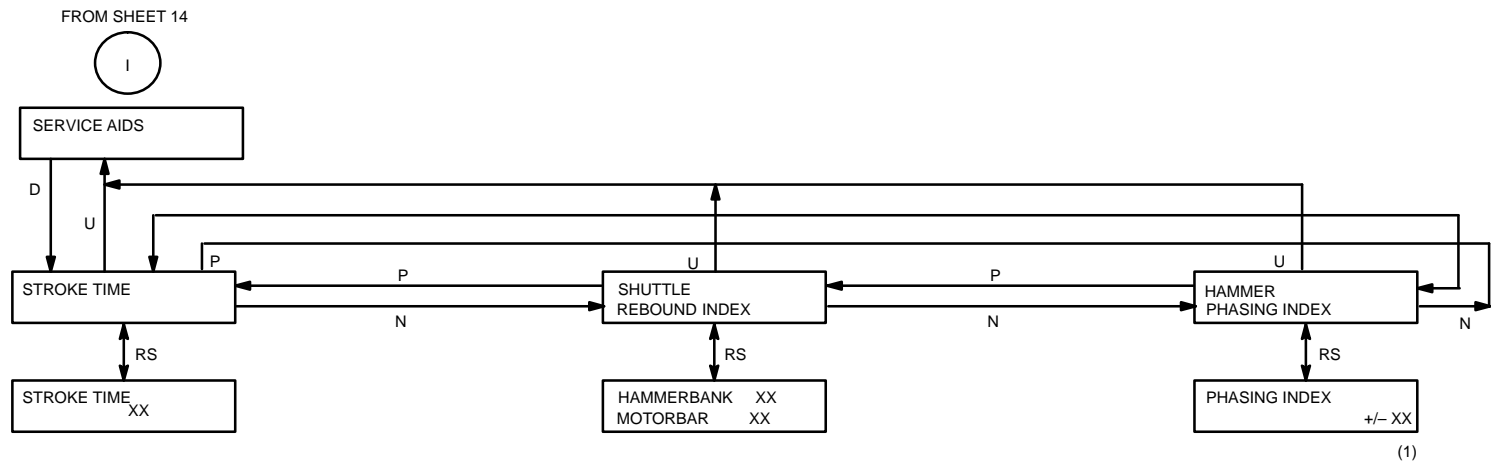 FROM SHEET 14
I
SERVICE AIDS
D
U
P
P
U
P
U
STROKE TIME
SHUTTLE
REBOUND INDEX
HAMMER
PHASING INDEX
N
N
N
RS
RS
RS
STROKE TIME
XX
HAMMERBANK XX
MOTORBAR XX
PHASING INDEX
+/– XX
(1)